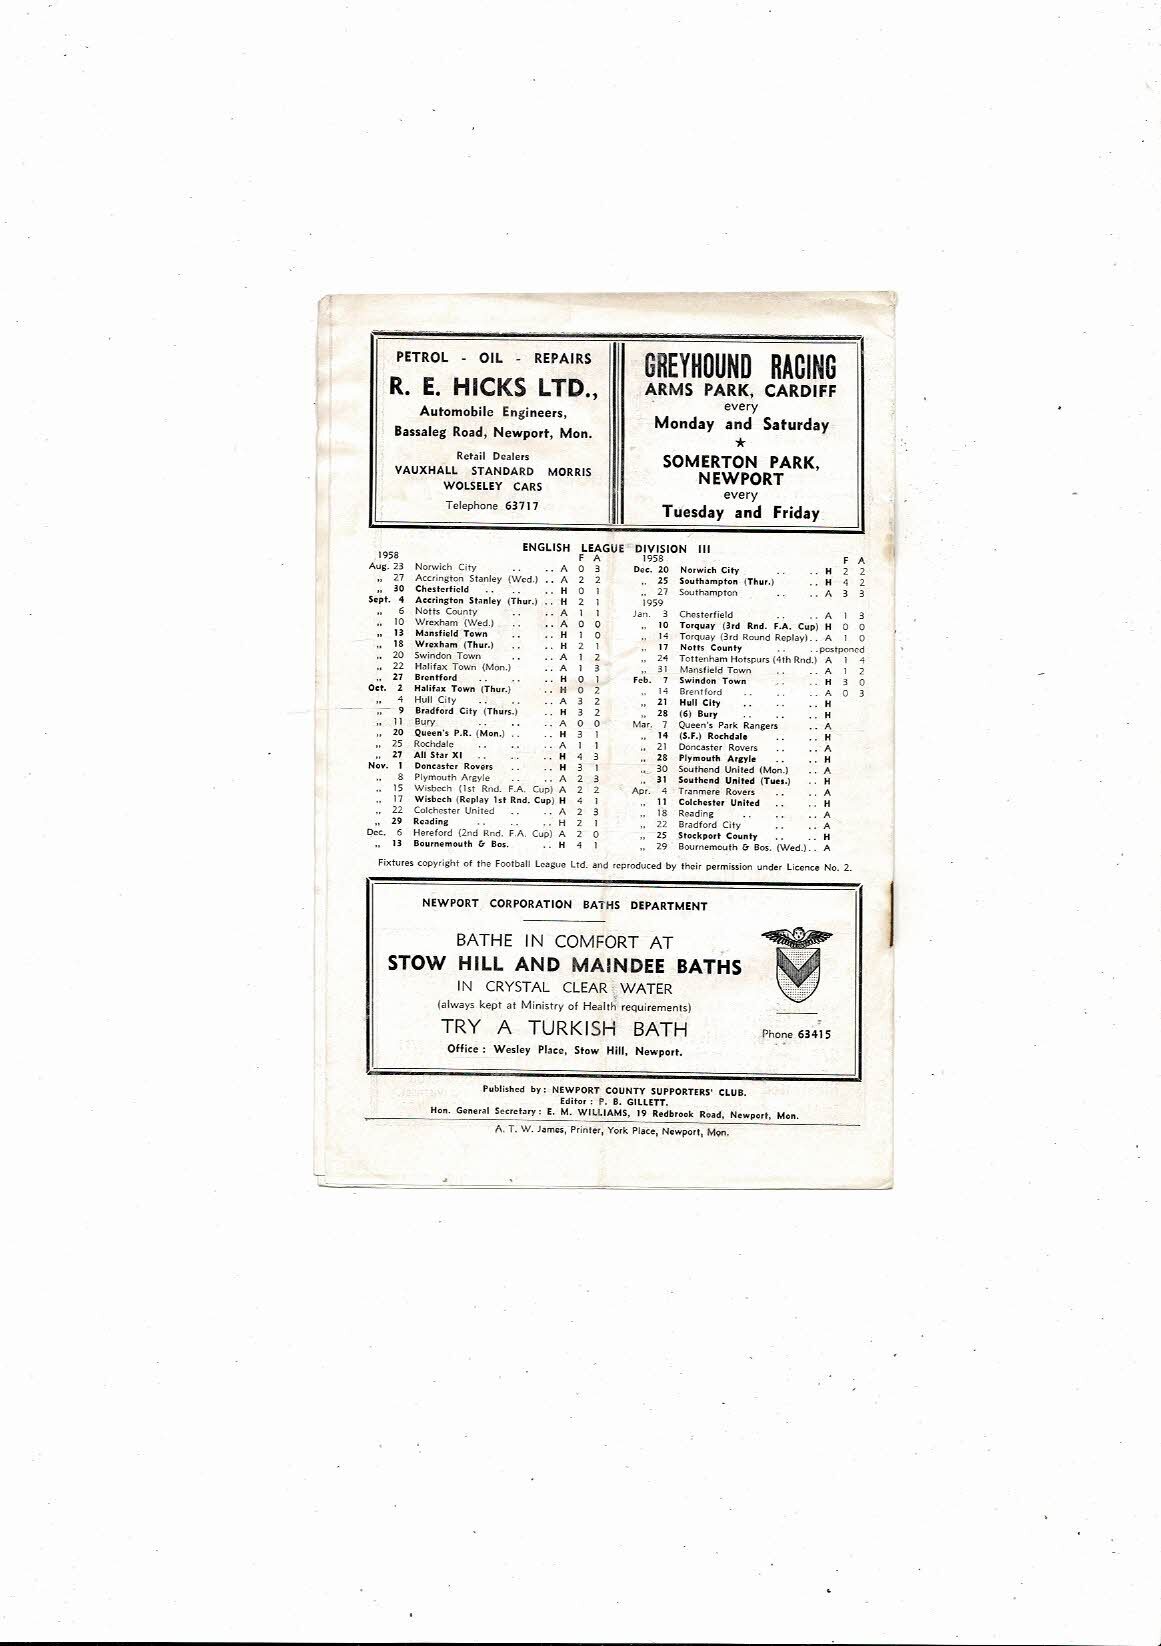 PETROL - OIL - REPAIRS
R. E. HICKS LTD.,
Automobile Engineers,
Bassaleg Road, Newport, Mon.
Retail Dealers
VAUXHALL STANDARD MORRIS
WOLSELEY CARS
Telephone 63717
GREYHOUND RACING
ARMS PARK, CARDIFF
every
Monday and Saturday
★
SOMERTON PARK,
NEWPORT
every
Tuesday and Friday
ENGLISH LEAGUE DIVISION III
1958 F A
Aug. 23 Norwich City .. .. A 0 3
„ 27 Accrington Stanley (Wed.) .. A 2 2
„ 30 Chesterfield .. .. .. H 0 1
Sept. 4 Accrington Stanley (Thur.) .. H 2 1
„ 6 Notts County .. .. A 1 1
„ 10 Wrexham (Wed.) .. .. A 0 0
„ 13 Mansfield Town .. .. H 1 0
„ 18 Wrexham (Thur.) .. .. H 2 1
„ 20 Swindon Town .. .. A 1 2
„ 22 Halifax Town (Mon.) .. A 1 3
„ 27 Brentford .. .. .. H 0 1
Oct. 2 Halifax Town (Thur.) .. H 0 2
„ 4 Hull City .. .. .. A 3 2
„ 9 Bradford City (Thurs.) .. H 3 2
„ 11 Bury .. .. .. A 0 0
„ 20 Queen's P.R. (Mon.) .. .. H 3 1
„ 25 Rochdale .. .. .. A 1 1
„ 27 All Star XI .. .. .. H 4 3
Nov. 1 Doncaster Rovers .. .. H 3 1
„ 8 Plymouth Argyle .. .. A 2 3
„ 15 Wisbech (1st Rnd. F.A. Cup) A 2 2
„ 17 Wisbech (Replay 1st Rnd. Cup) H 4 1
„ 22 Colchester United .. .. A 2 3
„ 29 Reading .. .. .. H 2 1
Dec. 6 Hereford (2nd Rnd. F.A. Cup) A 2 0
„ 13 Bournemouth & Bos. .. H 4 1
1958 F A
Dec. 20 Norwich City .. .. H 2 2
„ 25 Southampton (Thur.) .. H 4 2
„ 27 Southampton .. .. A 3 3
1959
Jan. 3 Chesterfield .. .. A 1 3
„ 10 Torquay (3rd Rnd. F.A. Cup) H 0 0
„ 14 Torquay (3rd Round Replay).. A 1 0
„ 17 Notts County .. ..postponed
„ 24 Tottenham Hotspurs (4th Rnd.) A 1 4
„ 31 Mansfield Town .. .. A 1 2
Feb. 7 Swindon Town .. .. H 3 0
„ 14 Brentford .. .. .. A 0 3
„ 21 Hull City .. .. .. H
„ 28 (6) Bury .. .. .. H
Mar. 7 Queen's Park Rangers .. A
„ 14 (S.F.) Rochdale .. .. H
„ 21 Doncaster Rovers .. .. A
„ 28 Plymouth Argyle .. .. H
„ 30 Southend United (Mon.) .. A
„ 31 Southend United (Tues.) .. H
Apr. 4 Tranmere Rovers .. .. A
„ 11 Colchester United .. .. H
„ 18 Reading .. .. .. A
„ 22 Bradford City .. .. A
„ 25 Stockport County .. .. H
„ 29 Bournemouth & Bos. (Wed.).. A
Fixtures copyright of the Football League Ltd. and reproduced by their permission under Licence No. 2.
NEWPORT CORPORATION BATHS DEPARTMENT
BATHE IN COMFORT AT
STOW HILL AND MAINDEE BATHS
IN CRYSTAL CLEAR WATER
(always kept at Ministry of Health requirements)
TRY A TURKISH BATH
Office : Wesley Place, Stow Hill, Newport.
Phone 63415
Published by : NEWPORT COUNTY SUPPORTERS' CLUB.
Editor : P. B. GILLETT.
Hon. General Secretary : E. M. WILLIAMS, 19 Redbrook Road, Newport, Mon.
A. T. W. James, Printer, York Place, Newport, Mon.